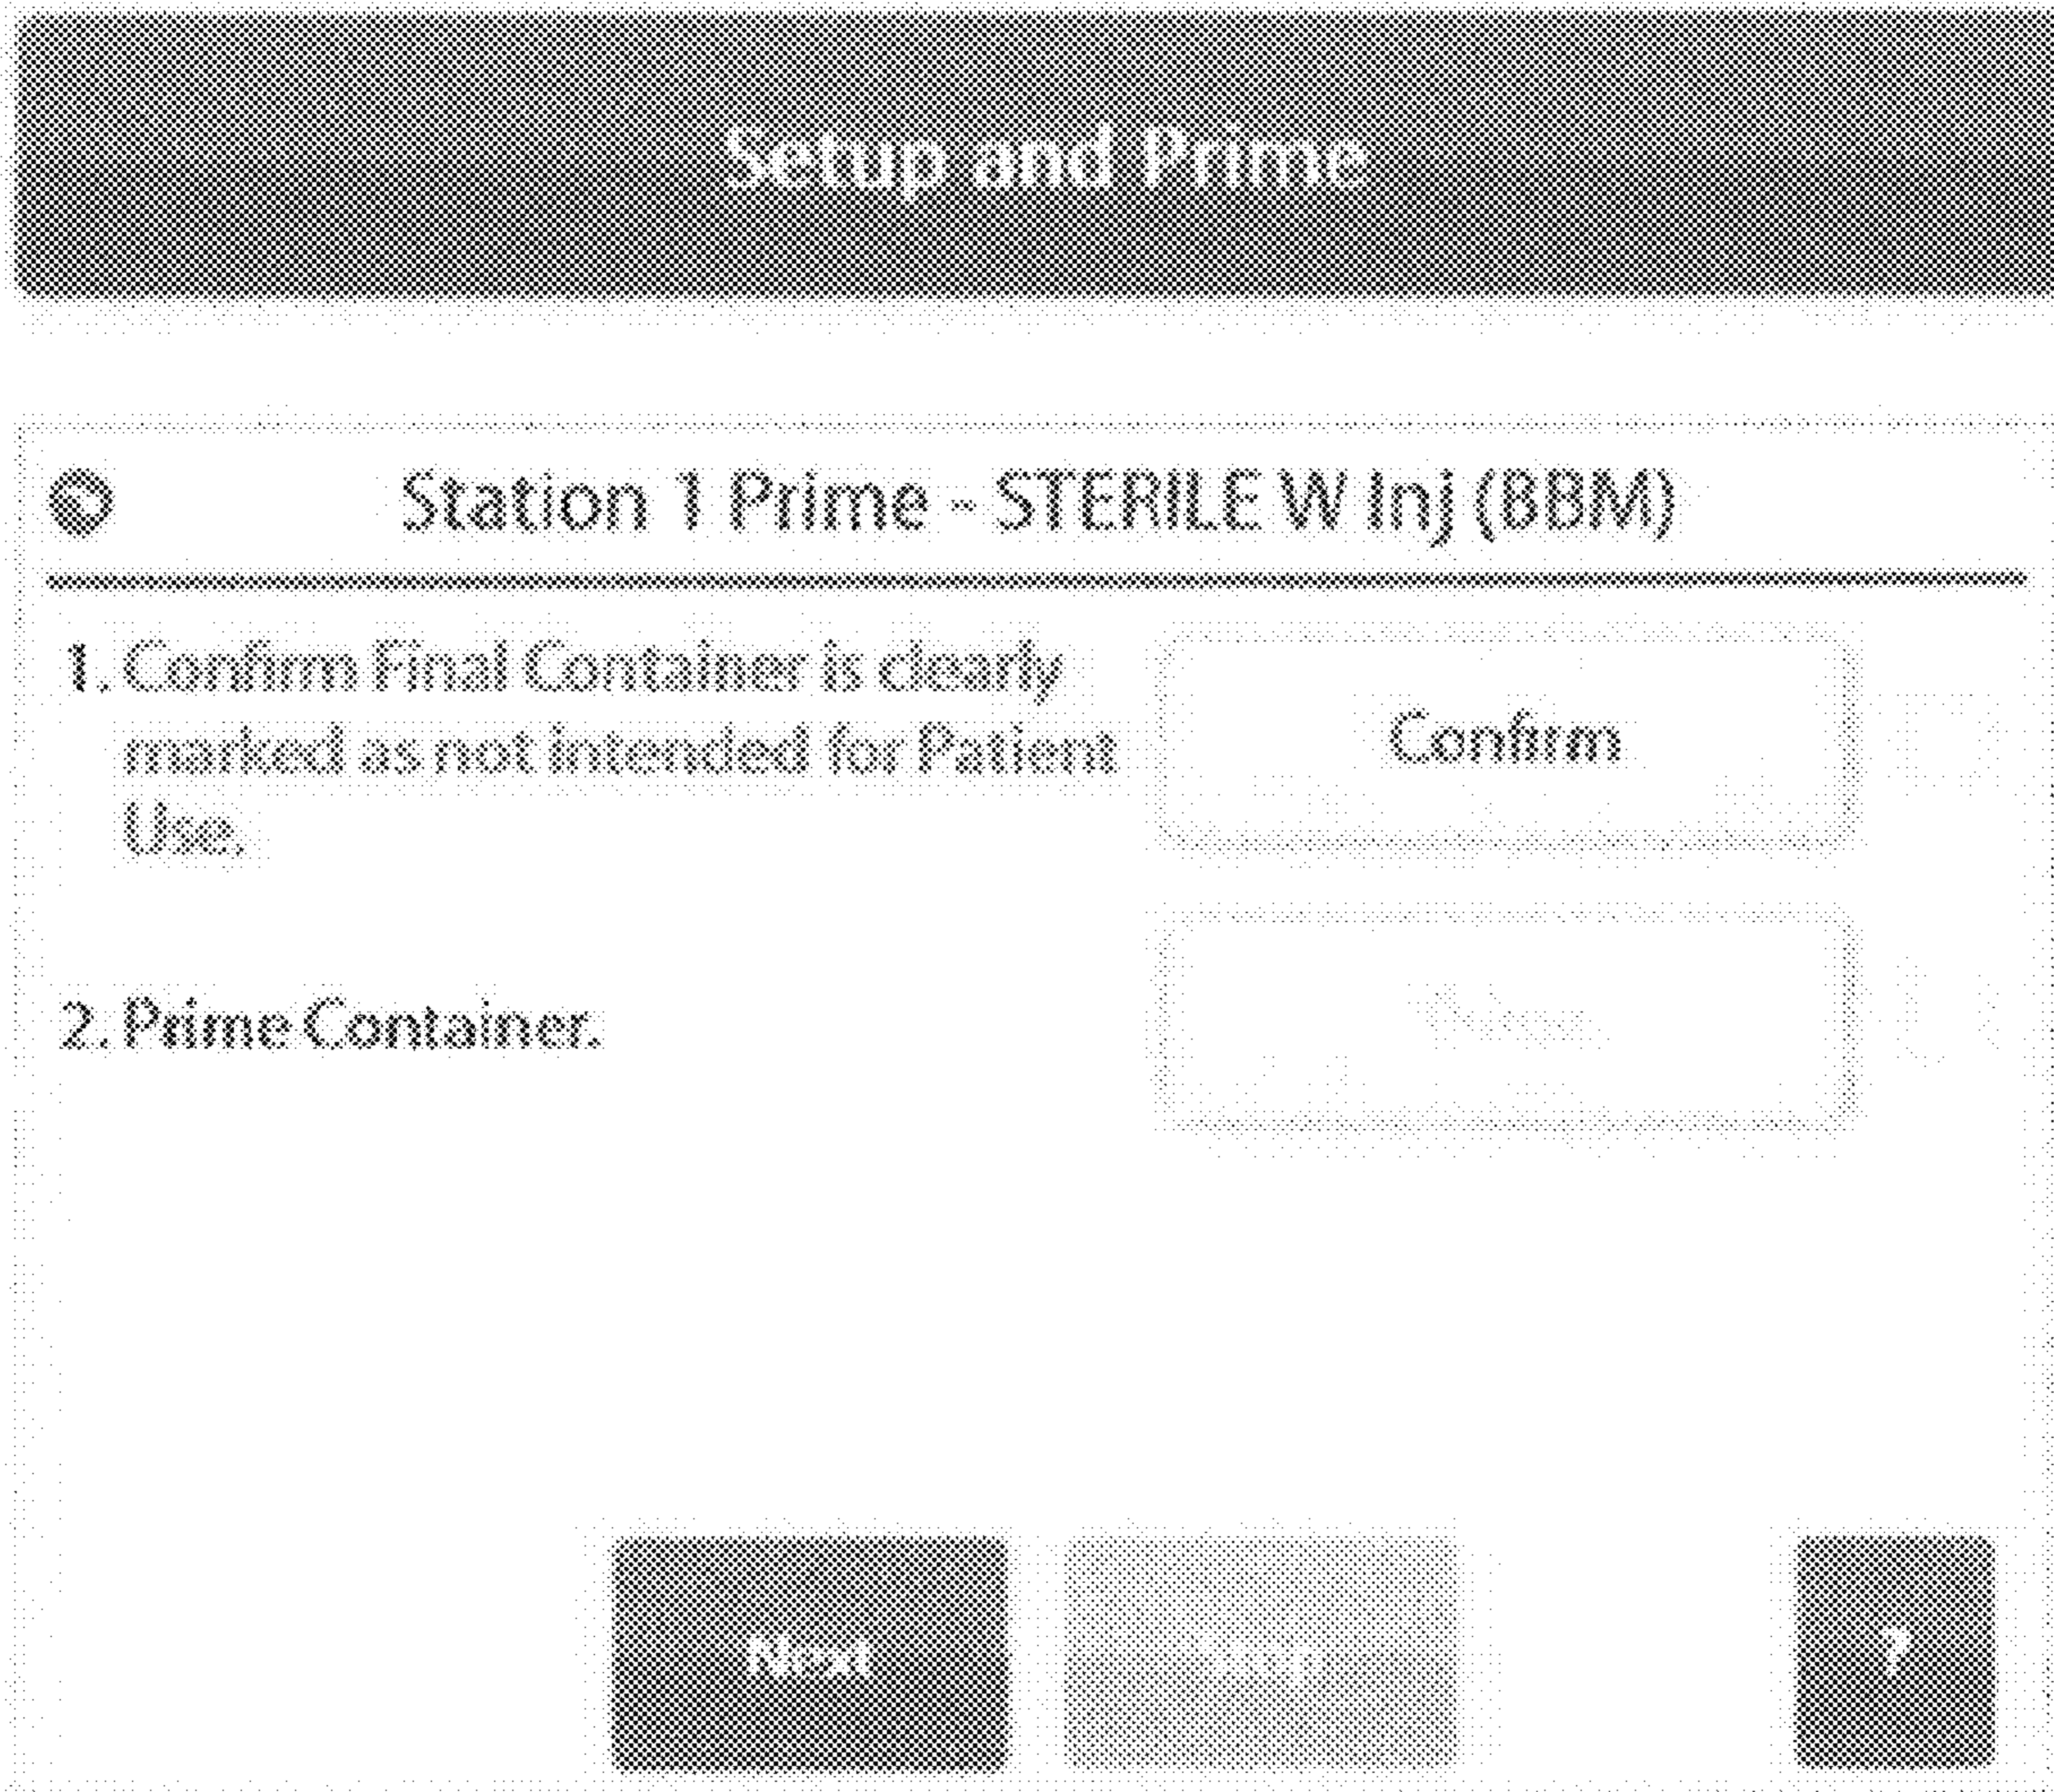 Setup and Prime
Station 1 Prime - STERILE W Inj (BBM)
1. Confirm Final Container is clearly
marked as not intended for Patient
Use.
Confirm
2. Prime Container.
Next